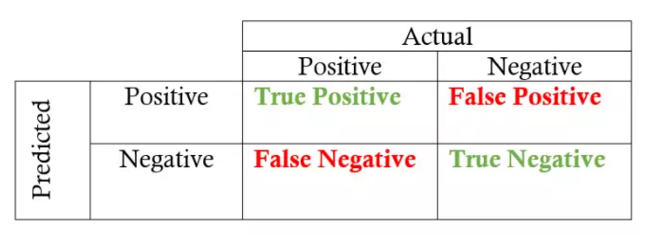 Actual
Positive Negative
Predicted
Positive True Positive False Positive
Negative False Negative True Negative